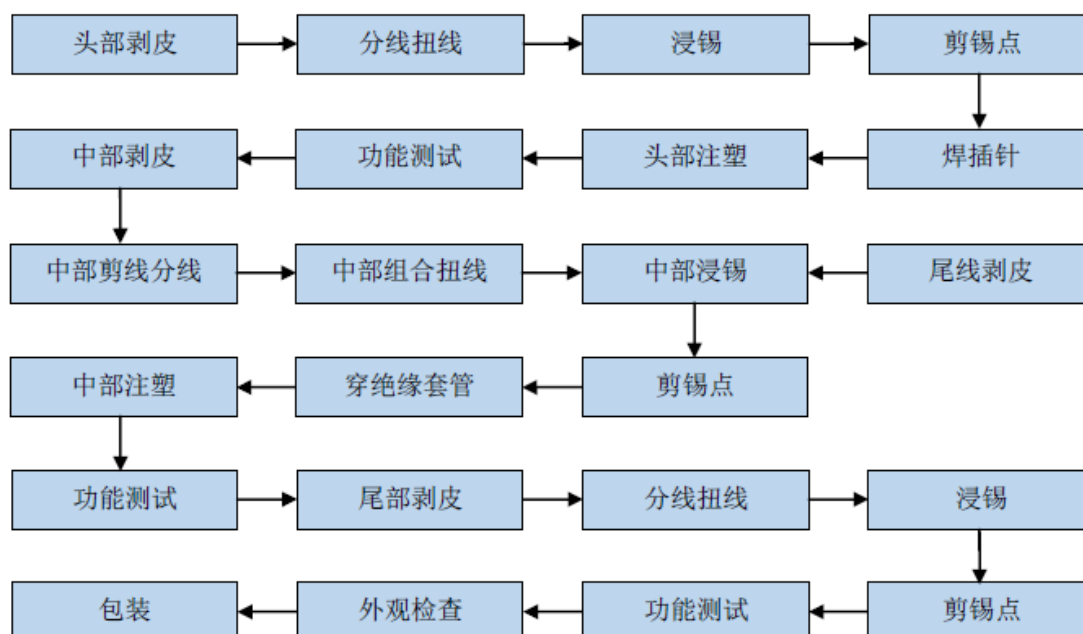 头部剥皮
分线扭线
浸锡
剪锡点
中部剥皮
功能测试
头部注塑
焊插针
中部剪线分线
中部组合扭线
中部浸锡
尾线剥皮
中部注塑
穿绝缘套管
剪锡点
功能测试
尾部剥皮
分线扭线
浸锡
包装
外观检查
功能测试
剪锡点